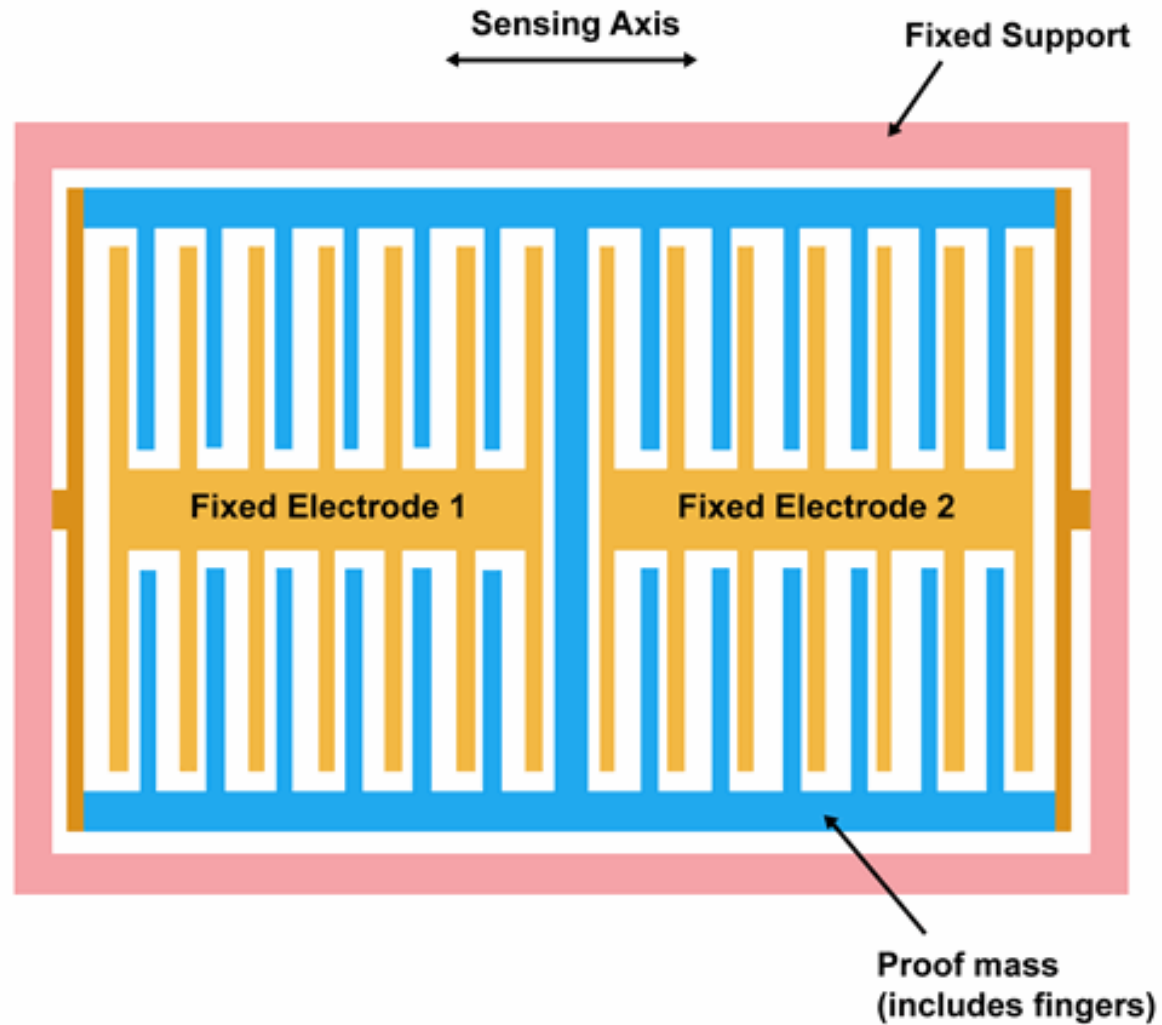 Sensing Axis
Fixed Support
Fixed Electrode 1
Fixed Electrode 2
Proof mass
(includes fingers)